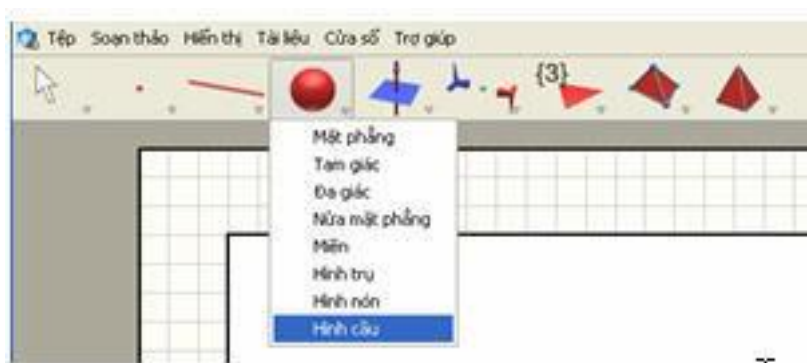 Tệp Soạn thảo Hiển thị Tài liệu Cửa sổ Trợ giúp
{3}
Mặt phẳng
Tam giác
Đa giác
Nửa mặt phẳng
Miền
Hình trụ
Hình nón
Hình cầu